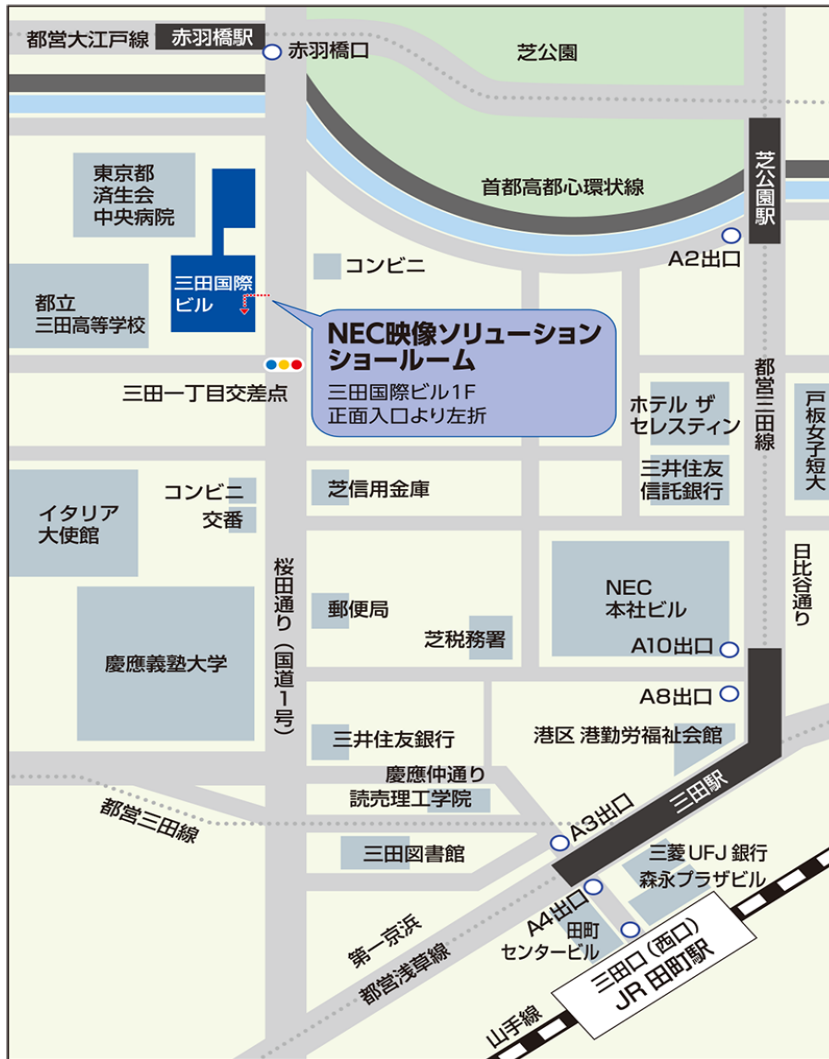 都営大江戸線
赤羽橋駅
赤羽橋口
芝公園
首都高都心環状線
芝公園駅
A2出口
東京都
済生会
中央病院
三田国際
ビル
コンビニ
都立
三田高等学校
NEC映像ソリューション
ショールーム
三田国際ビル1F
正面入口より左折
三田一丁目交差点
都営三田線
ホテル ザ
セレスティン
戸板女子短大
三井住友
信託銀行
コンビニ
交番
芝信用金庫
イタリア
大使館
桜田通り（国道1号）
日比谷通り
NEC
本社ビル
郵便局
芝税務署
A10出口
慶應義塾大学
A8出口
三井住友銀行
港区 港勤労福祉会館
慶應仲通り
三田駅
読売理工学院
都営三田線
A3出口
三田図書館
三菱UFJ銀行
森永プラザビル
A4出口
田町
センタービル
第一京浜
都営浅草線
三田口（西口）
JR 田町駅
山手線